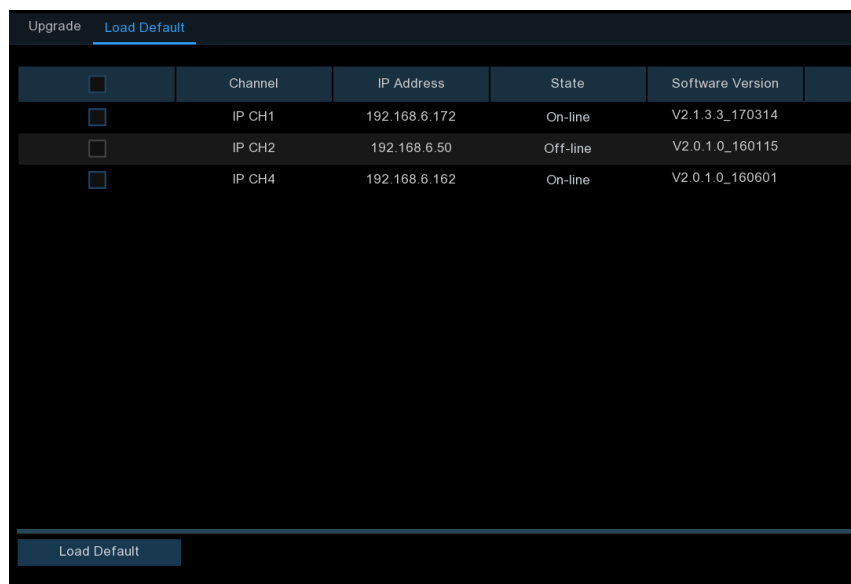 Upgrade Load Default
Channel IP Address State Software Version
IP CH1 192.168.6.172 On-line V2.1.3.3_170314
IP CH2 192.168.6.50 Off-line V2.0.1.0_160115
IP CH4 192.168.6.162 On-line V2.0.1.0_160601
Load Default